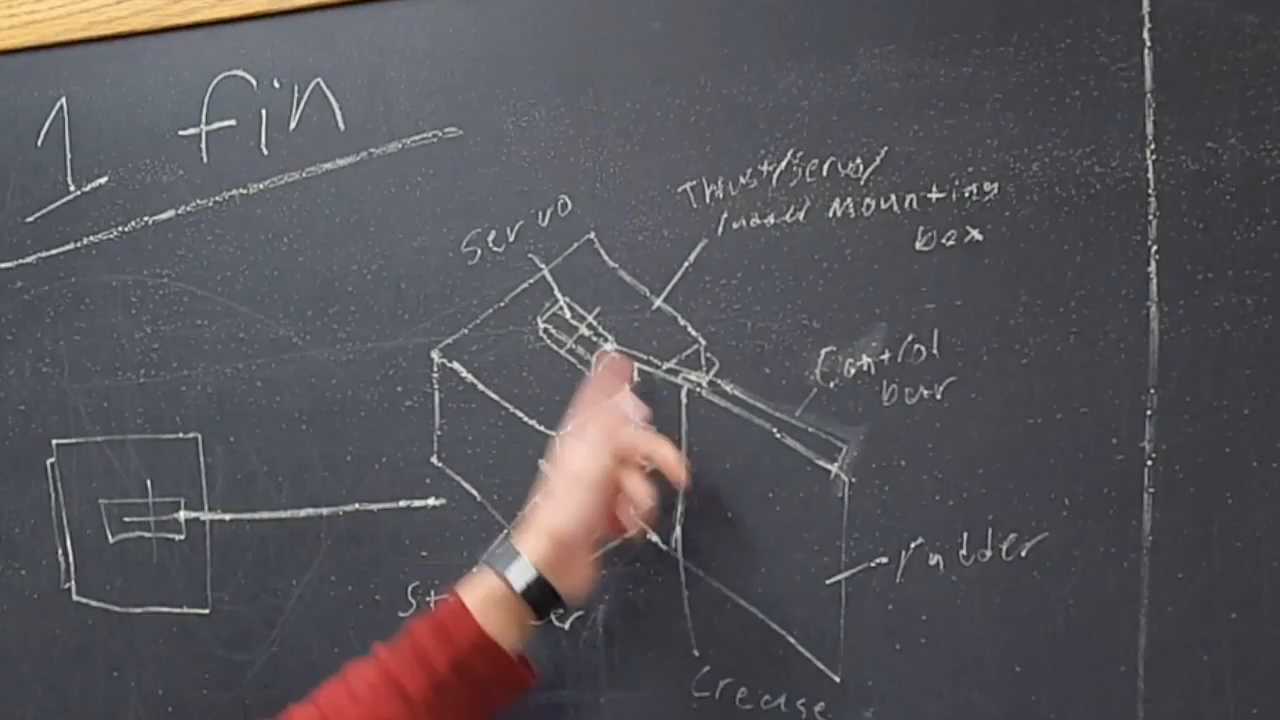 1 fin
Servo
Thrust/servo/
mounting
box
Control
bar
rudder
Crease